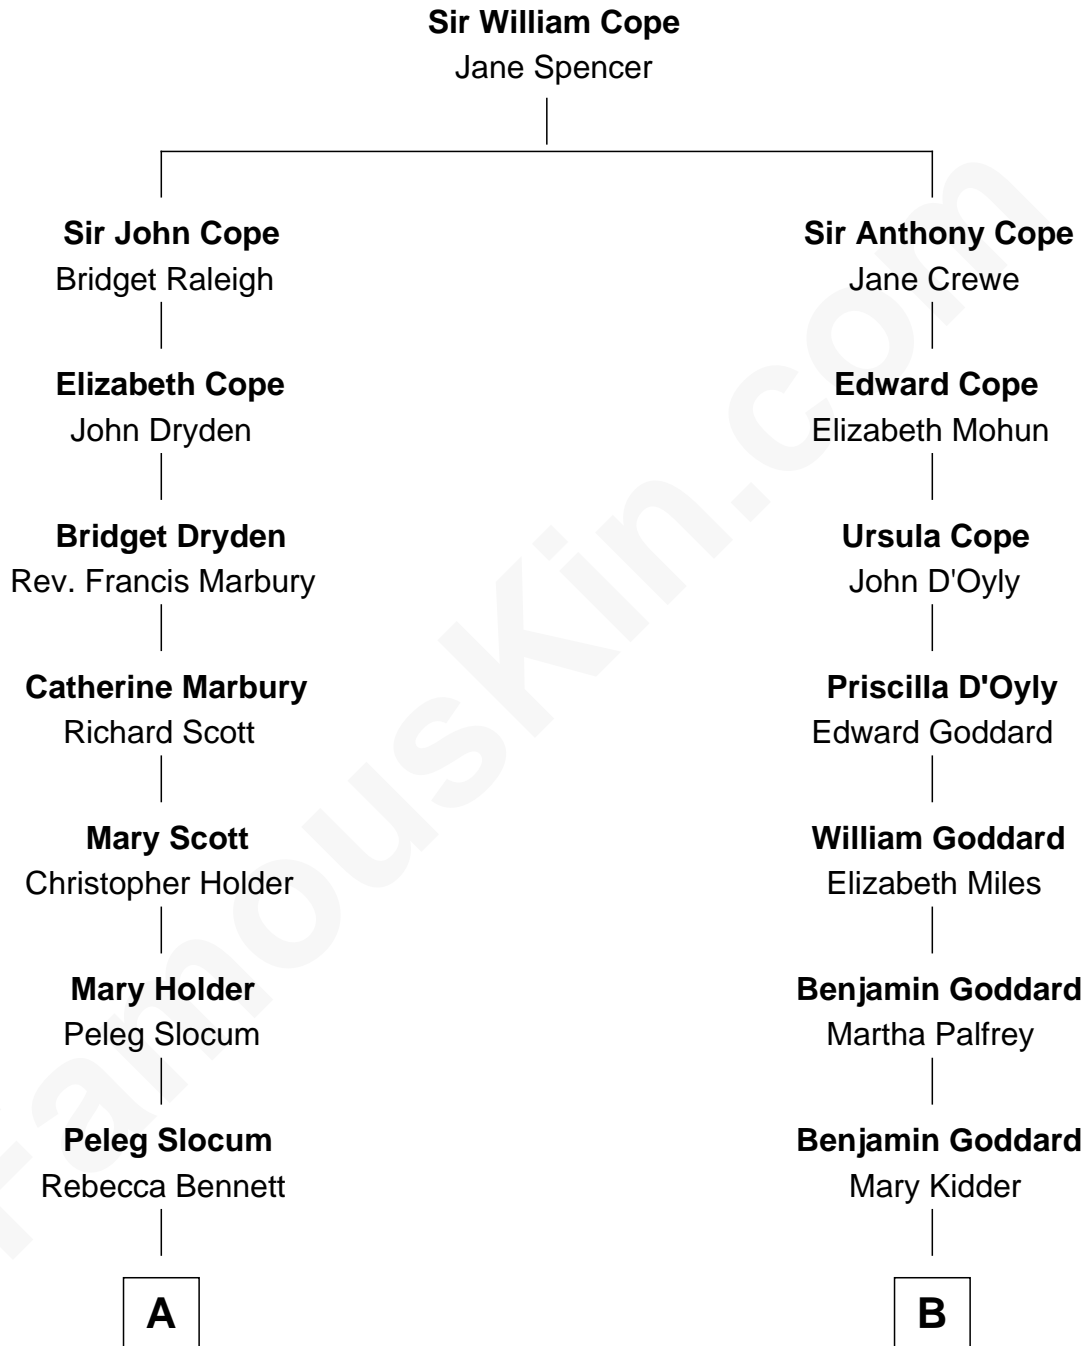 Sir William Cope
Jane Spencer
Sir John Cope
Bridget Raleigh
Sir Anthony Cope
Jane Crewe
Elizabeth Cope
John Dryden
Edward Cope
Elizabeth Mohun
Bridget Dryden
Rev. Francis Marbury
Ursula Cope
John D'Oyly
Catherine Marbury
Richard Scott
Priscilla D'Oyly
Edward Goddard
Mary Scott
Christopher Holder
William Goddard
Elizabeth Miles
Mary Holder
Peleg Slocum
Benjamin Goddard
Martha Palfrey
Peleg Slocum
Rebecca Bennett
Benjamin Goddard
Mary Kidder
A
B
FamousKin.com